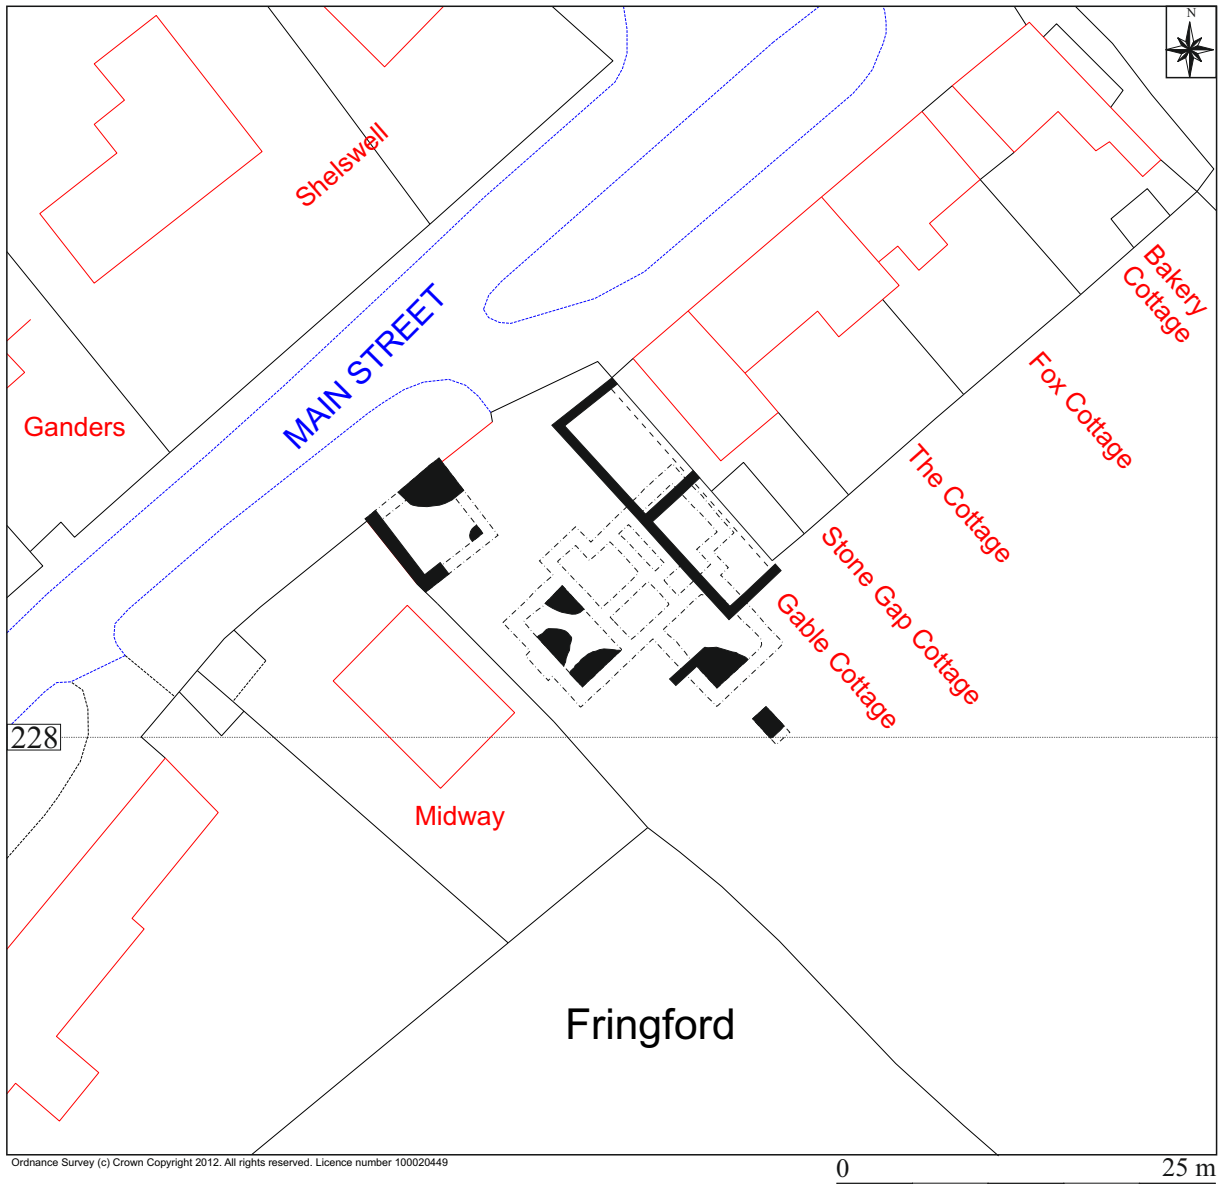 N
Shelswell
MAIN STREET
Ganders
Bakery
Cottage
Fox Cottage
The Cottage
Stone Gap Cottage
Gable Cottage
228
Midway
Fringford
Ordnance Survey (c) Crown Copyright 2012. All rights reserved. Licence number 100020449
0 25 m